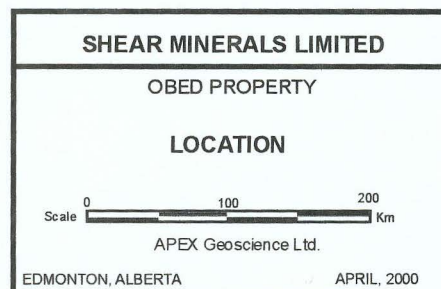 SHEAR MINERALS LIMITED
OBED PROPERTY
LOCATION
0 100 200
Scale Km
APEX Geoscience Ltd.
EDMONTON, ALBERTA APRIL, 2000